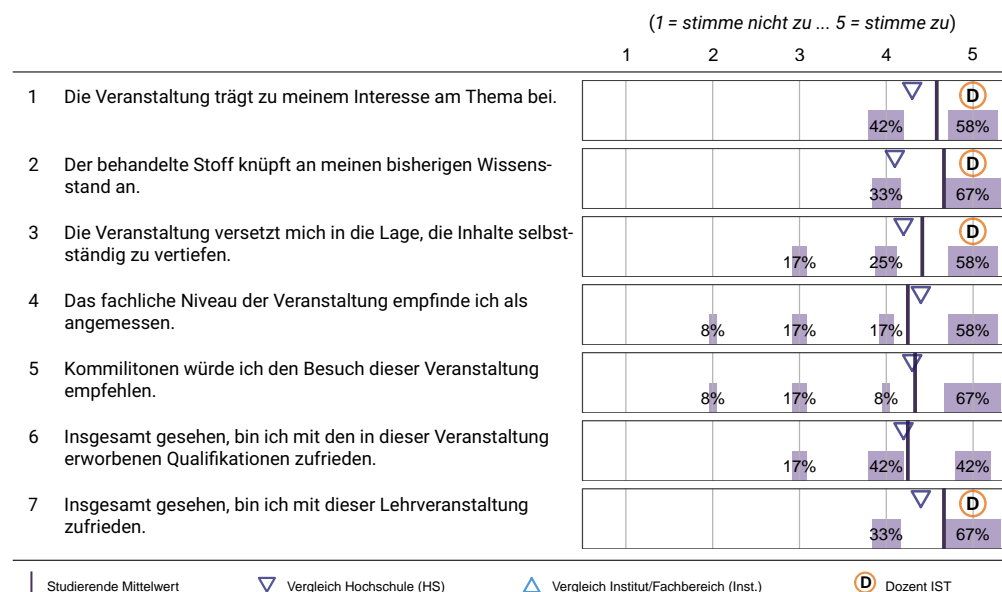 (1 = stimme nicht zu ... 5 = stimme zu)
1 2 3 4 5
1 Die Veranstaltung trägt zu meinem Interesse am Thema bei.
D
42% 58%
2 Der behandelte Stoff knüpft an meinen bisherigen Wissens-
stand an.
D
33% 67%
3 Die Veranstaltung versetzt mich in die Lage, die Inhalte selbst-
ständig zu vertiefen.
D
17% 25% 58%
4 Das fachliche Niveau der Veranstaltung empfinde ich als
angemessen.
8% 17% 17% 58%
5 Kommilitonen würde ich den Besuch dieser Veranstaltung
empfehlen.
8% 17% 8% 67%
6 Insgesamt gesehen, bin ich mit den in dieser Veranstaltung
erworbenen Qualifikationen zufrieden.
17% 42% 42%
7 Insgesamt gesehen, bin ich mit dieser Lehrveranstaltung
zufrieden.
D
33% 67%
Studierende Mittelwert Vergleich Hochschule (HS) Vergleich Institut/Fachbereich (Inst.) D Dozent IST